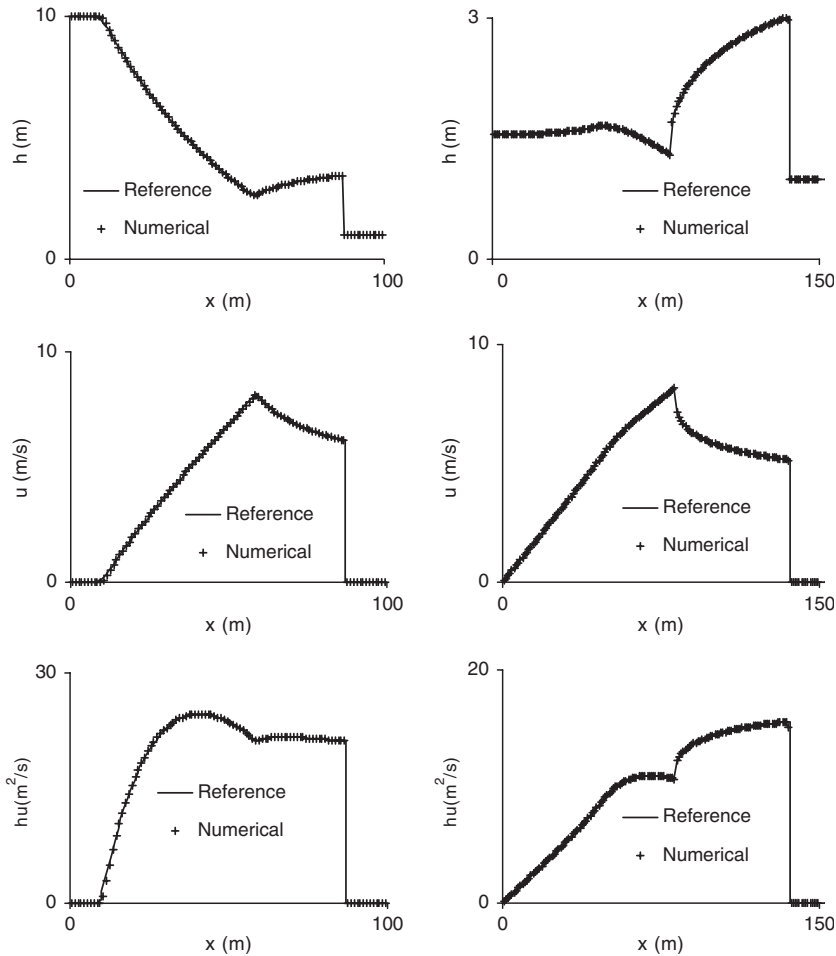 10
h (m)
Reference
Numerical
0
0
100
x (m)
3
h (m)
Reference
Numerical
0
0
150
x (m)
10
u (m/s)
Reference
Numerical
0
0
100
x (m)
10
u (m/s)
Reference
Numerical
0
0
150
x (m)
30
hu(m²/s)
Reference
Numerical
0
0
100
x (m)
20
hu(m²/s)
Reference
Numerical
0
0
150
x (m)